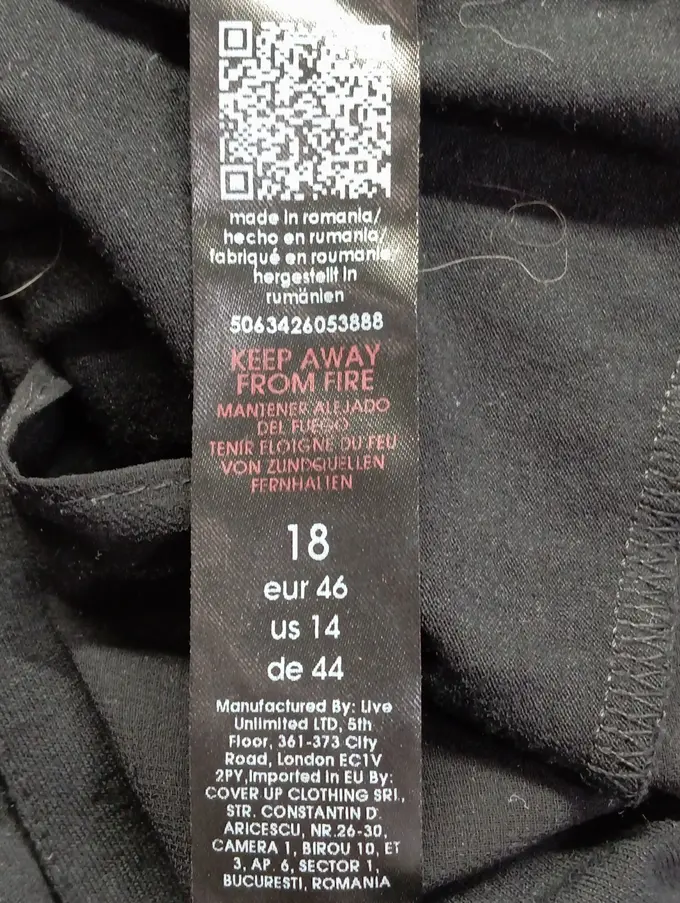 made in romania/
hecho en rumania/
fabriqué en roumanie/
hergestellt in
rumänien
5063426053888
KEEP AWAY
FROM FIRE
MANTENER ALEJADO
DEL FUEGO
TENIR ELOIGNE DU FEU
VON ZUNDQUELLEN
FERNHALTEN
18
eur 46
us 14
de 44
Manufactured By: Live
Unlimited LTD, 5th
Floor, 361-373 City
Road, London EC1V
2PY,Imported in EU By:
COVER UP CLOTHING SRL,
STR. CONSTANTIN D.
ARICESCU, NR.26-30,
CAMERA 1, BIROU 10, ET
3, AP. 6, SECTOR 1,
BUCURESTI, ROMANIA